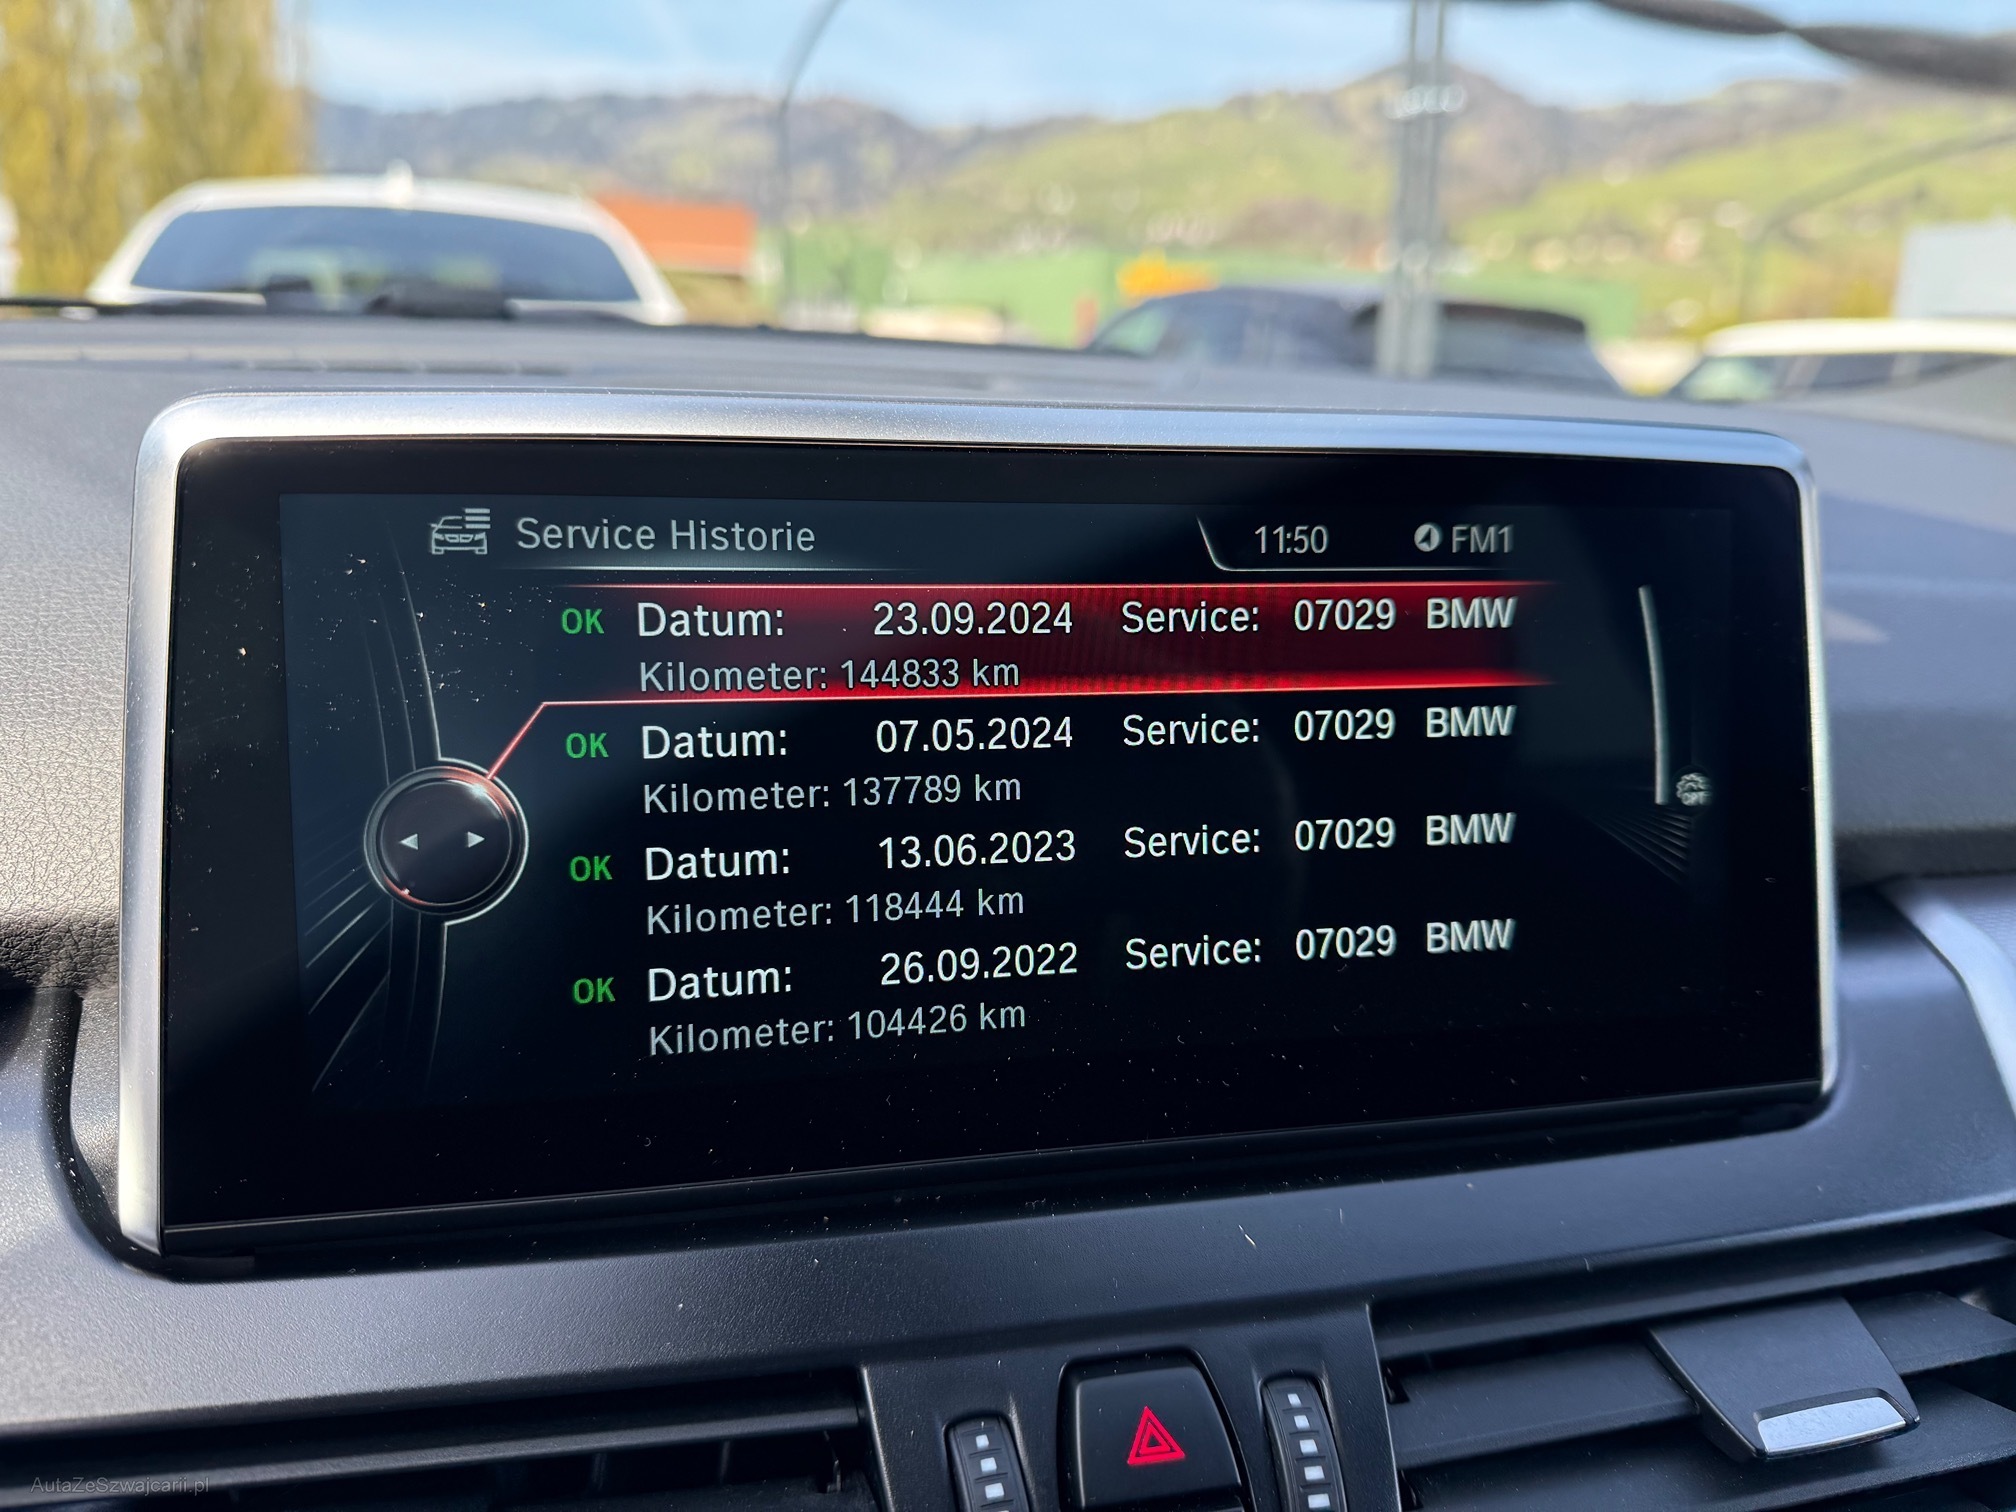 Service Historie 11:50 FM1
OK Datum: 23.09.2024 Service: 07029 BMW
Kilometer: 144833 km
OK Datum: 07.05.2024 Service: 07029 BMW
Kilometer: 137789 km
OPT
OK Datum: 13.06.2023 Service: 07029 BMW
Kilometer: 118444 km
OK Datum: 26.09.2022 Service: 07029 BMW
Kilometer: 104426 km
AutaZeSzwajcarii.pl